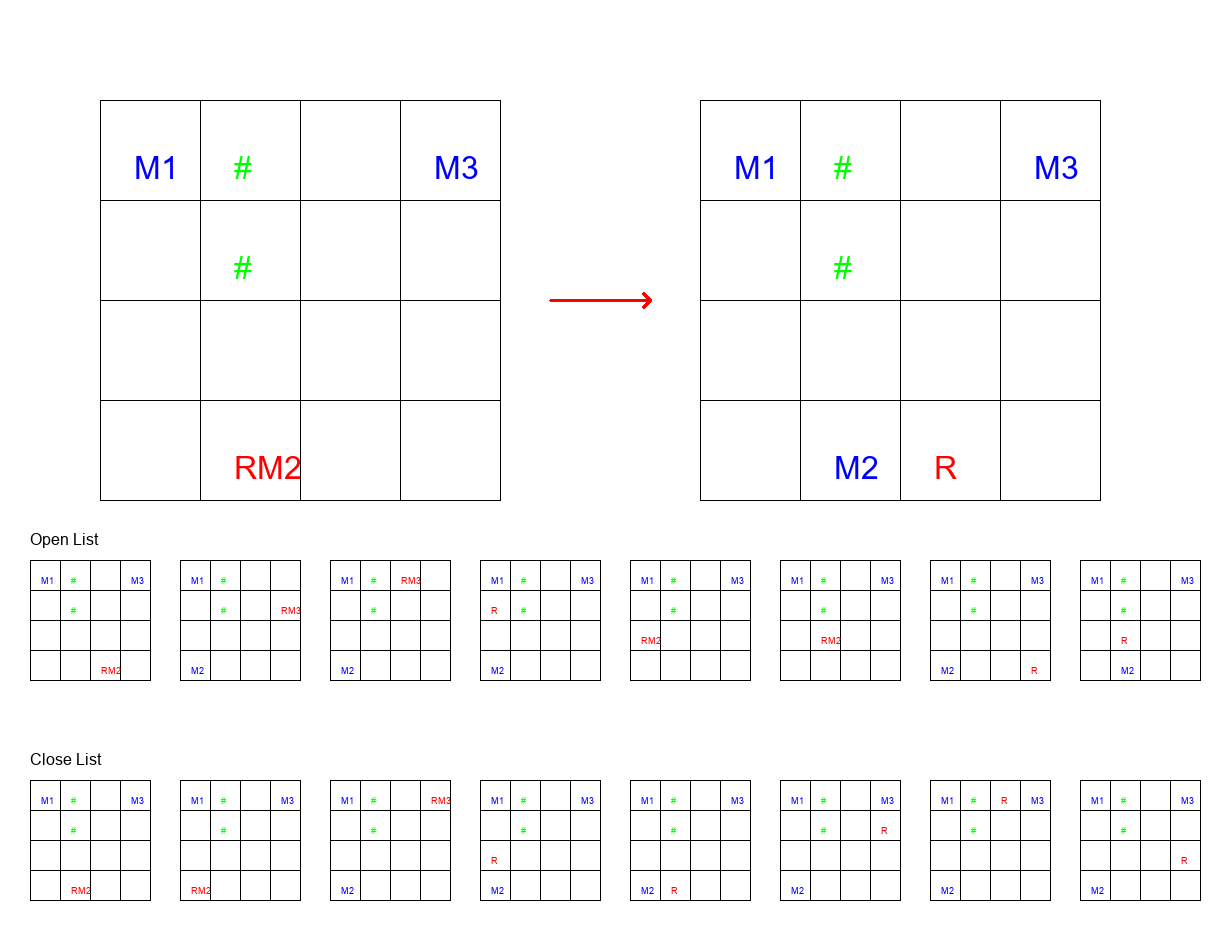 M1 # M3 M1 # M3
# #
RM2 M2 R
Open List
M1 # M3 M1 # M1 # RM3 M1 # M3 M1 # M3 M1 # M3 M1 # M3 M1 # M3
# # RM3 # R # # # # #
RM2 RM2 R
RM2 M2 M2 M2 M2 R M2
Close List
M1 # M3 M1 # M3 M1 # RM3 M1 # M3 M1 # M3 M1 # M3 M1 # R M3 M1 # M3
# # # # # # R # #
R R
RM2 RM2 M2 M2 M2 R M2 M2 M2